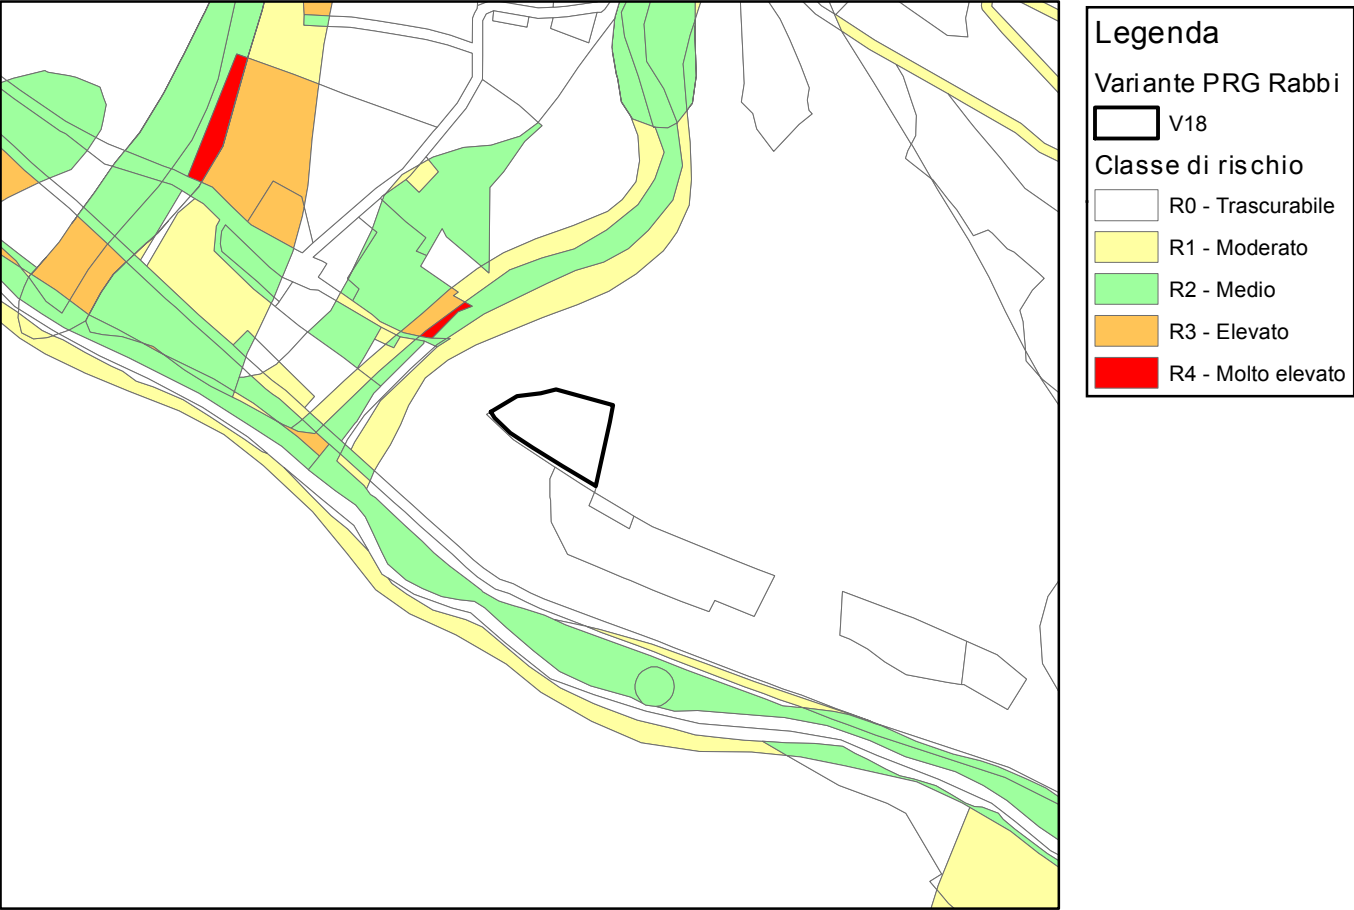 Legenda
Variante PRG Rabbi
V18
Classe di rischio
R0 - Trascurabile
R1 - Moderato
R2 - Medio
R3 - Elevato
R4 - Molto elevato